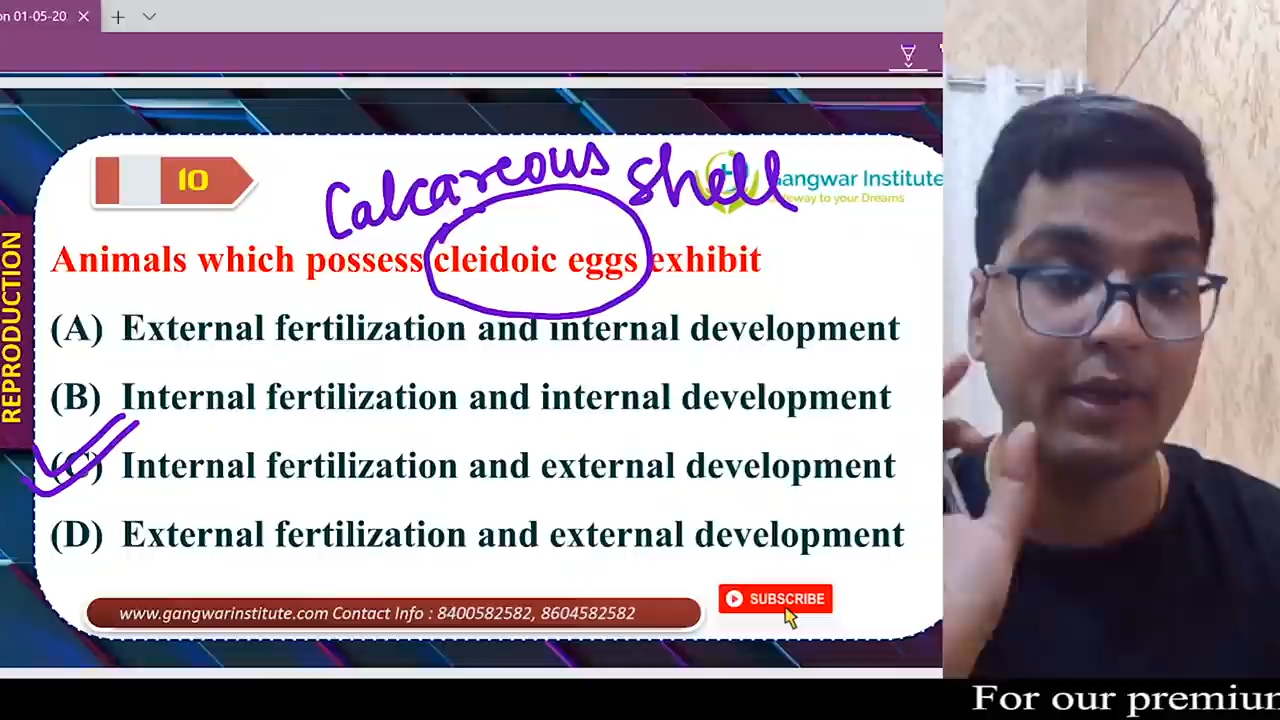 on 01-05-20
10
Calcareous shell
Gangwar Institute
Gateway to your Dreams
REPRODUCTION
Animals which possess cleidoic eggs exhibit
(A) External fertilization and internal development
(B) Internal fertilization and internal development
(C) Internal fertilization and external development
(D) External fertilization and external development
www.gangwarinstitute.com Contact Info : 8400582582, 8604582582
SUBSCRIBE
For our premium